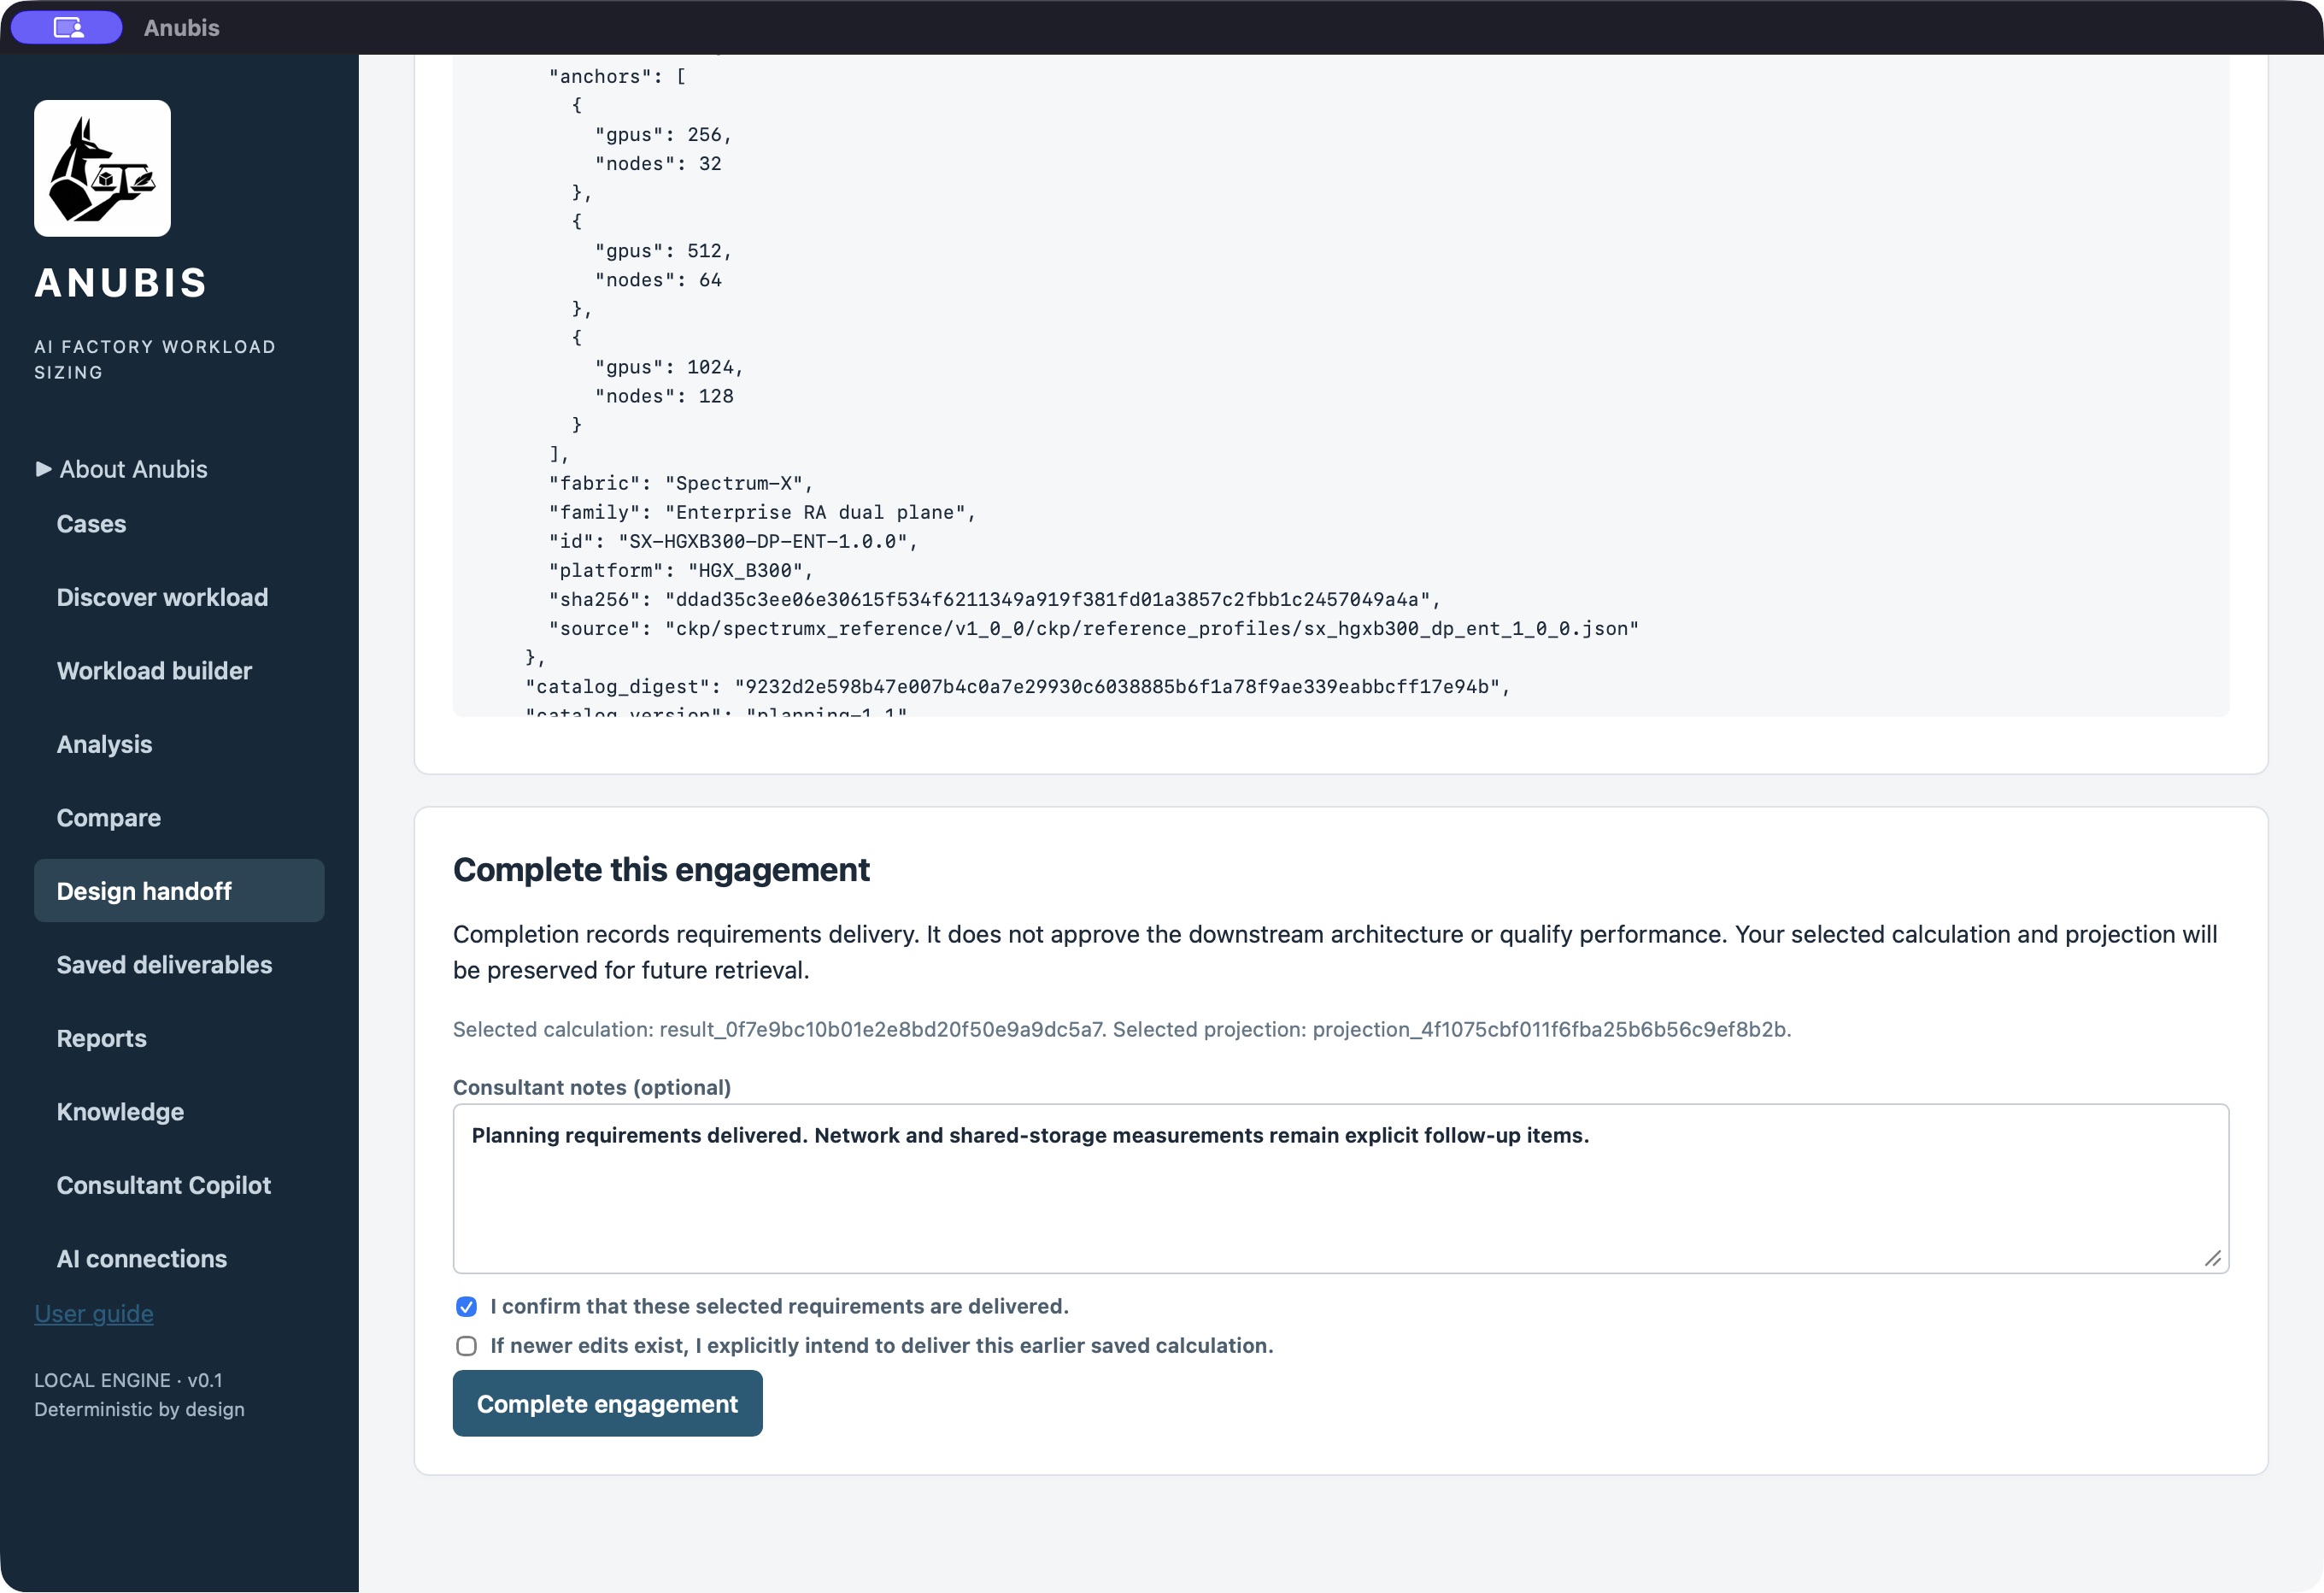 Anubis
ANUBIS
AI FACTORY WORKLOAD
SIZING
About Anubis
Cases
Discover workload
Workload builder
Analysis
Compare
Design handoff
Saved deliverables
Reports
Knowledge
Consultant Copilot
AI connections
User guide
LOCAL ENGINE · v0.1
Deterministic by design
"anchors": [
{
"gpus": 256,
"nodes": 32
},
{
"gpus": 512,
"nodes": 64
},
{
"gpus": 1024,
"nodes": 128
}
],
"fabric": "Spectrum-X",
"family": "Enterprise RA dual plane",
"id": "SX-HGXB300-DP-ENT-1.0.0",
"platform": "HGX_B300",
"sha256": "ddad35c3ee06e30615f534f6211349a919f381fd01a3857c2fbb1c2457049a4a",
"source": "ckp/spectrumx_reference/v1_0_0/ckp/reference_profiles/sx_hgxb300_dp_ent_1_0_0.json"
},
"catalog_digest": "9232d2e598b47e007b4c0a7e29930c6038885b6f1a78f9ae339eabbcff17e94b",
"catalog_version": "planning-1.1"
Complete this engagement
Completion records requirements delivery. It does not approve the downstream architecture or qualify performance. Your selected calculation and projection will
be preserved for future retrieval.
Selected calculation: result_0f7e9bc10b01e2e8bd20f50e9a9dc5a7. Selected projection: projection_4f1075cbf011f6fba25b6b56c9ef8b2b.
Consultant notes (optional)
Planning requirements delivered. Network and shared-storage measurements remain explicit follow-up items.
I confirm that these selected requirements are delivered.
If newer edits exist, I explicitly intend to deliver this earlier saved calculation.
Complete engagement